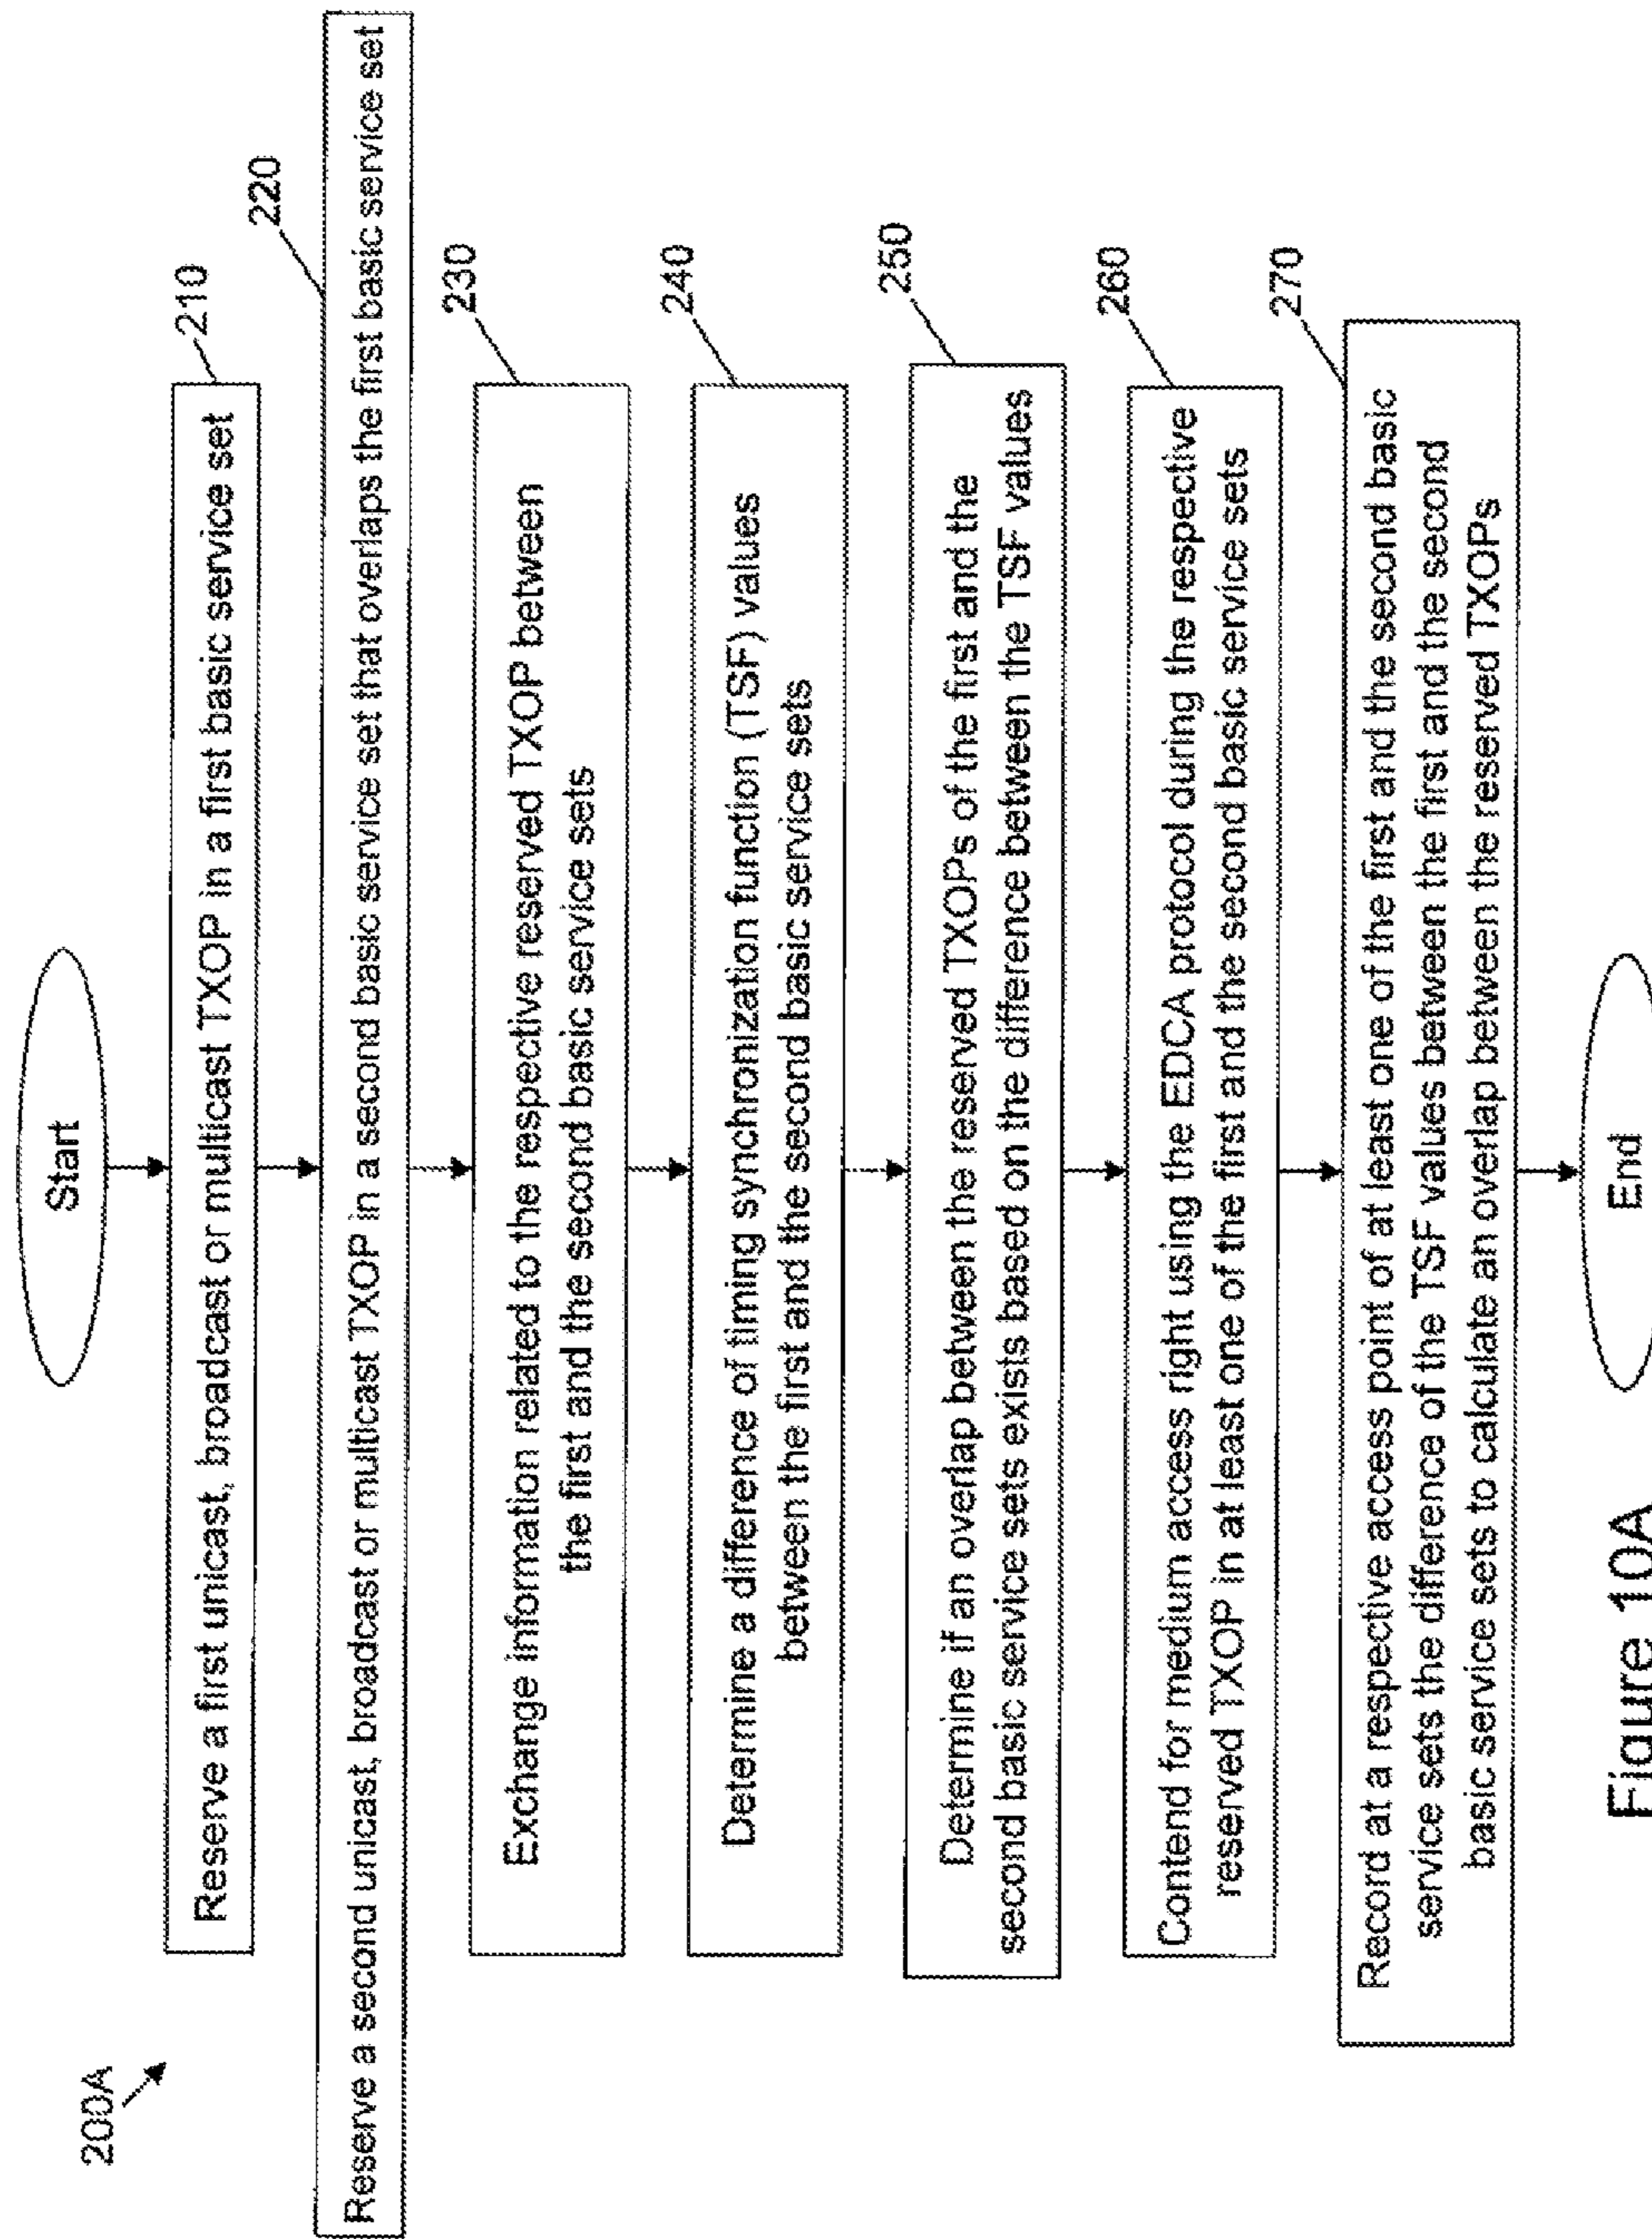 200A
Start
210
Reserve a first unicast, broadcast or multicast TXOP in a first basic service set
220
Reserve a second unicast, broadcast or multicast TXOP in a second basic service set that overlaps the first basic service set
230
Exchange information related to the respective reserved TXOP between
the first and the second basic service sets
240
Determine a difference of timing synchronization function (TSF) values
between the first and the second basic service sets
250
Determine if an overlap between the reserved TXOPs of the first and the
second basic service sets exists based on the difference between the TSF values
260
Contend for medium access right using the EDCA protocol during the respective
reserved TXOP in at least one of the first and the second basic service sets
270
Record at a respective access point of at least one of the first and the second basic
service sets the difference of the TSF values between the first and the second
basic service sets to calculate an overlap between the reserved TXOPs
End
Figure 10A